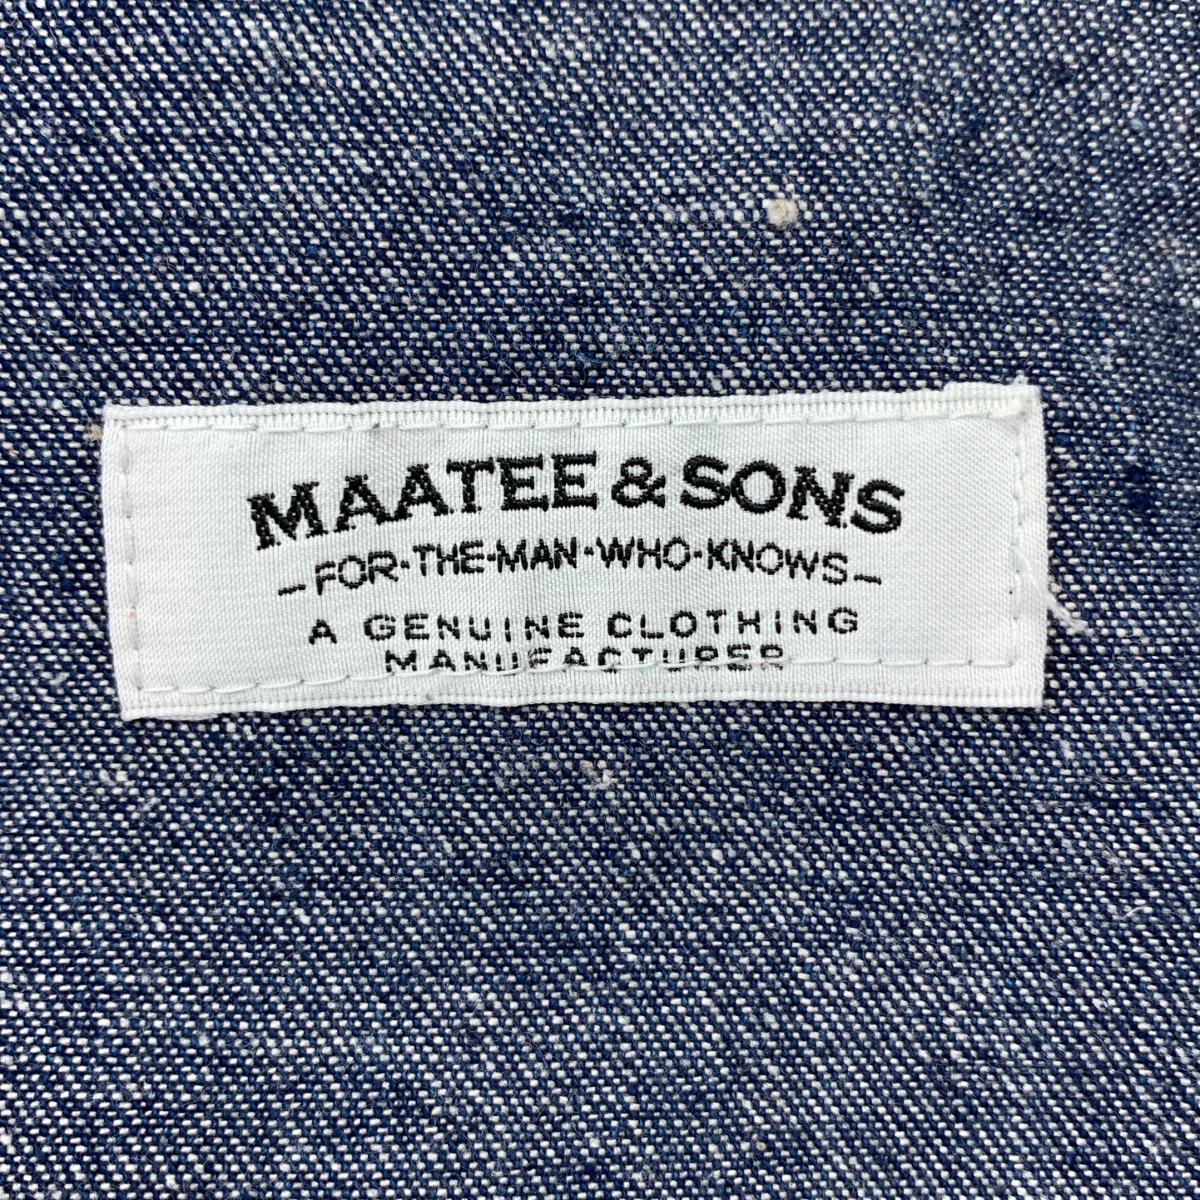 MAATEE & SONS
-FOR·THE·MAN·WHO·KNOWS-
A GENUINE CLOTHING
MANUFACTURER